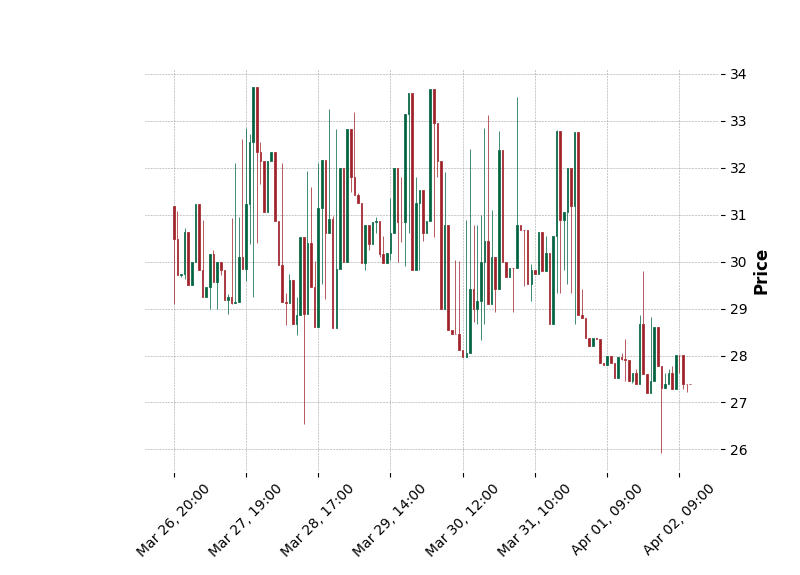 34
33
32
31
30
29
28
27
26
Price
Mar 26, 20:00
Mar 27, 19:00
Mar 28, 17:00
Mar 29, 14:00
Mar 30, 12:00
Mar 31, 10:00
Apr 01, 09:00
Apr 02, 09:00